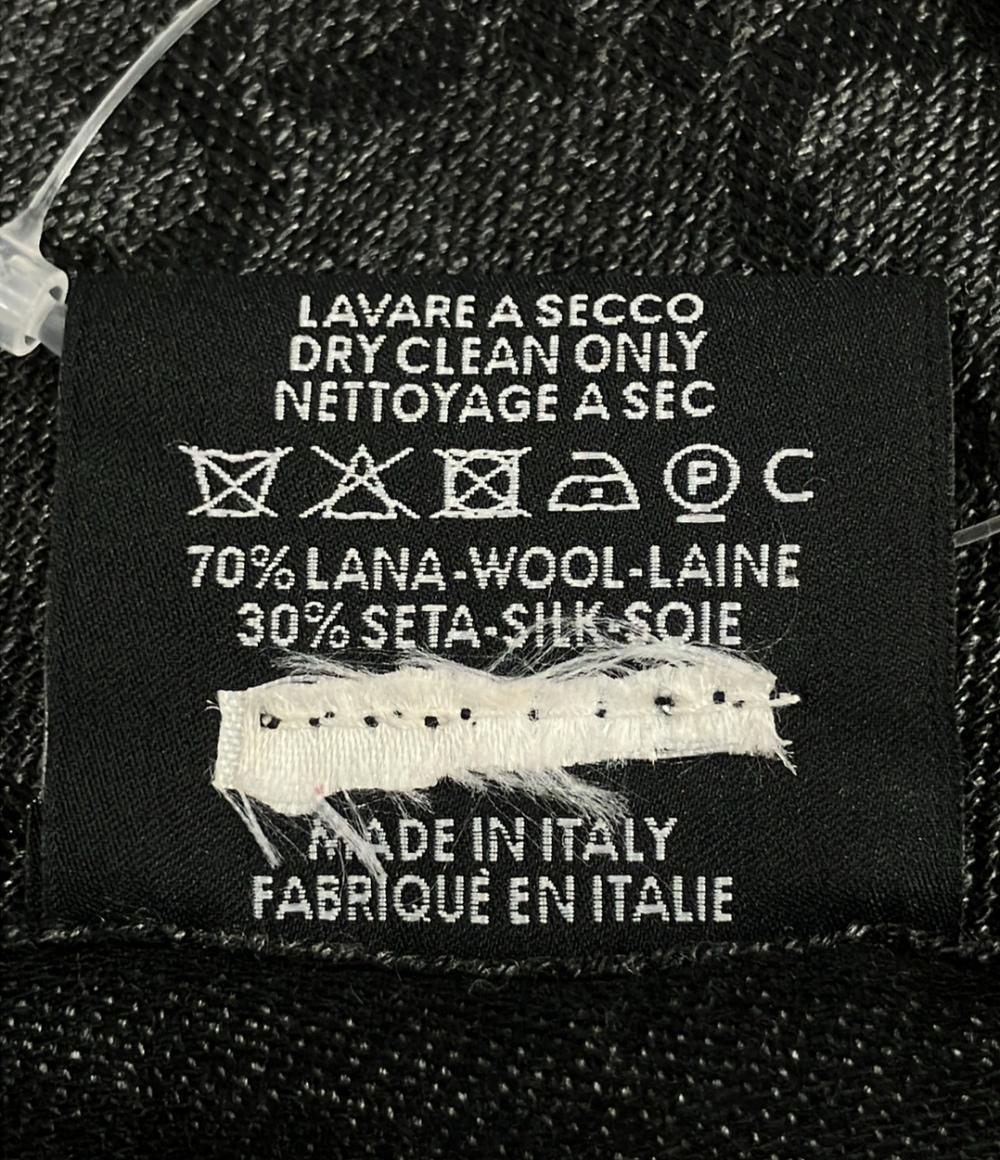 LAVARE A SECCO
DRY CLEAN ONLY
NETTOYAGE A SEC
P C
70% LANA-WOOL-LAINE
30% SETA-SILK-SOIE
MADE IN ITALY
FABRIQUÈ EN ITALIE